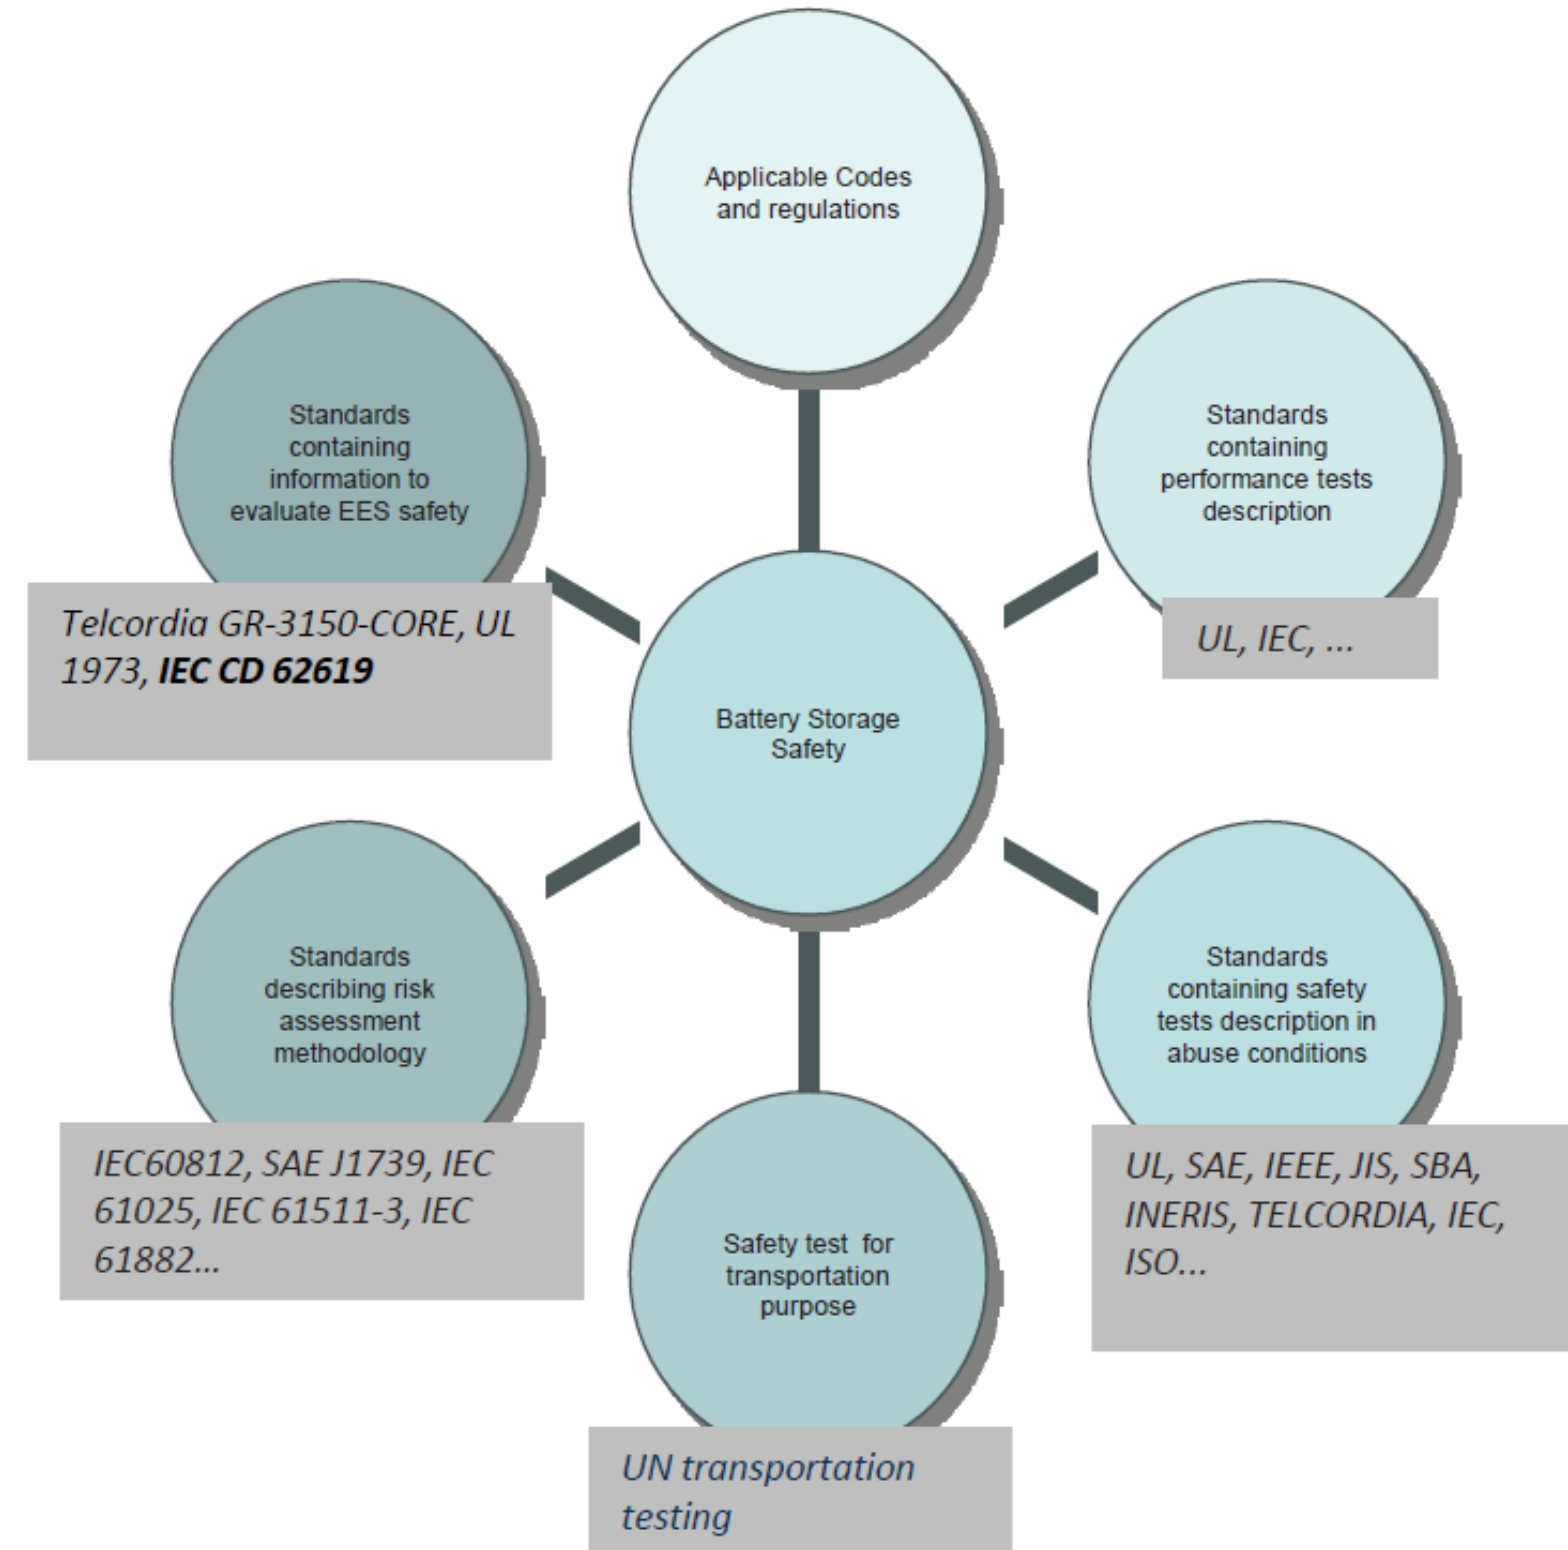 Applicable Codes
and regulations
Standards
containing
information to
evaluate EES safety
Telcordia GR-3150-CORE, UL
1973, IEC CD 62619
Standards
containing
performance tests
description
UL, IEC, ...
Battery Storage
Safety
Standards
describing risk
assessment
methodology
IEC60812, SAE J1739, IEC
61025, IEC 61511-3, IEC
61882...
Standards
containing safety
tests description in
abuse conditions
UL, SAE, IEEE, JIS, SBA,
INERIS, TELCORDIA, IEC,
ISO...
Safety test for
transportation
purpose
UN transportation
testing